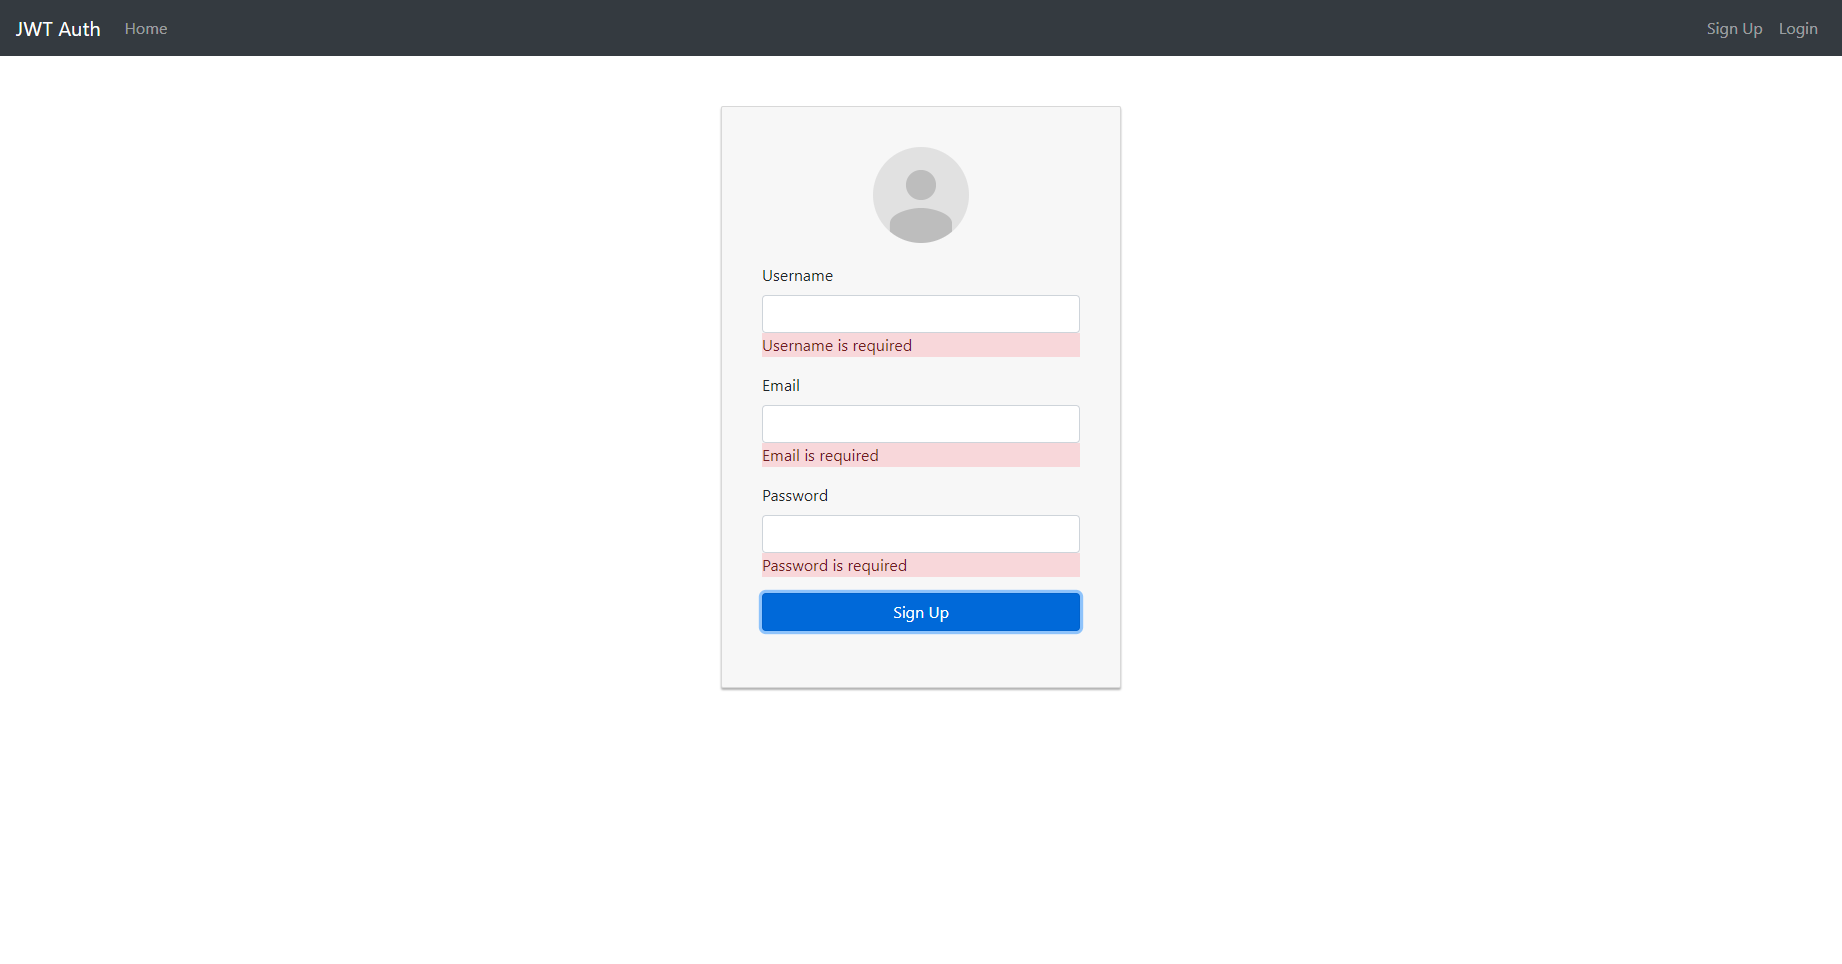 JWT Auth Home Sign Up Login
Username
Username is required
Email
Email is required
Password
Password is required
Sign Up